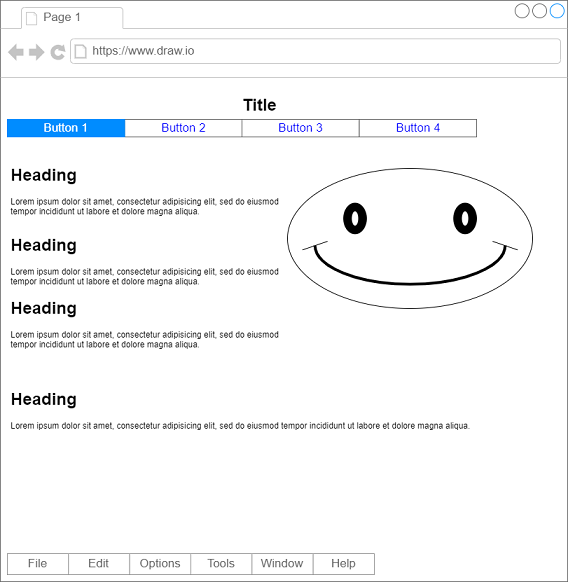 Page 1
https://www.draw.io
Title
Button 1 Button 2 Button 3 Button 4
Heading
Lorem ipsum dolor sit amet, consectetur adipisicing elit, sed do eiusmod
tempor incididunt ut labore et dolore magna aliqua.
Heading
Lorem ipsum dolor sit amet, consectetur adipisicing elit, sed do eiusmod
tempor incididunt ut labore et dolore magna aliqua.
Heading
Lorem ipsum dolor sit amet, consectetur adipisicing elit, sed do eiusmod
tempor incididunt ut labore et dolore magna aliqua.
Heading
Lorem ipsum dolor sit amet, consectetur adipisicing elit, sed do eiusmod tempor incididunt ut labore et dolore magna aliqua.
File Edit Options Tools Window Help